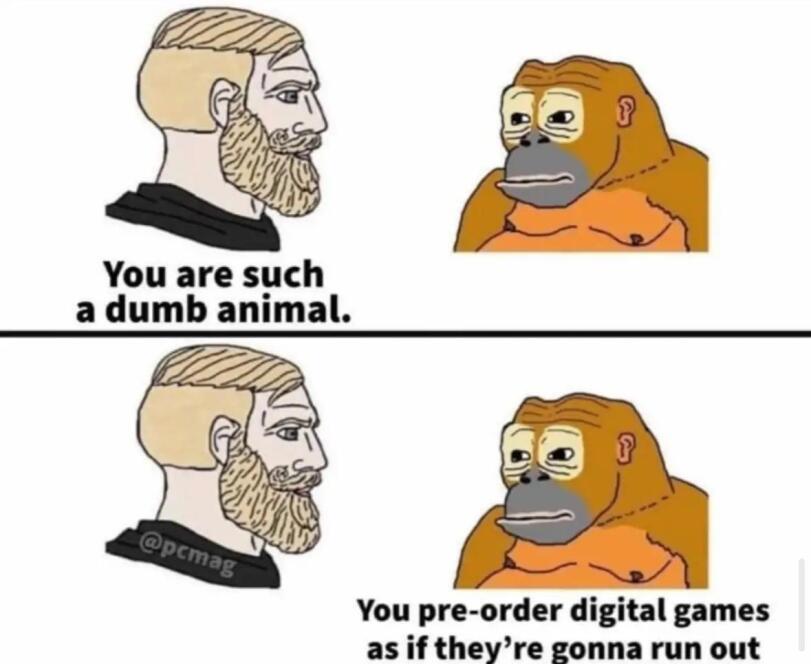 You are such
a dumb animal.
@pcmag
You pre-order digital games
as if they're gonna run out